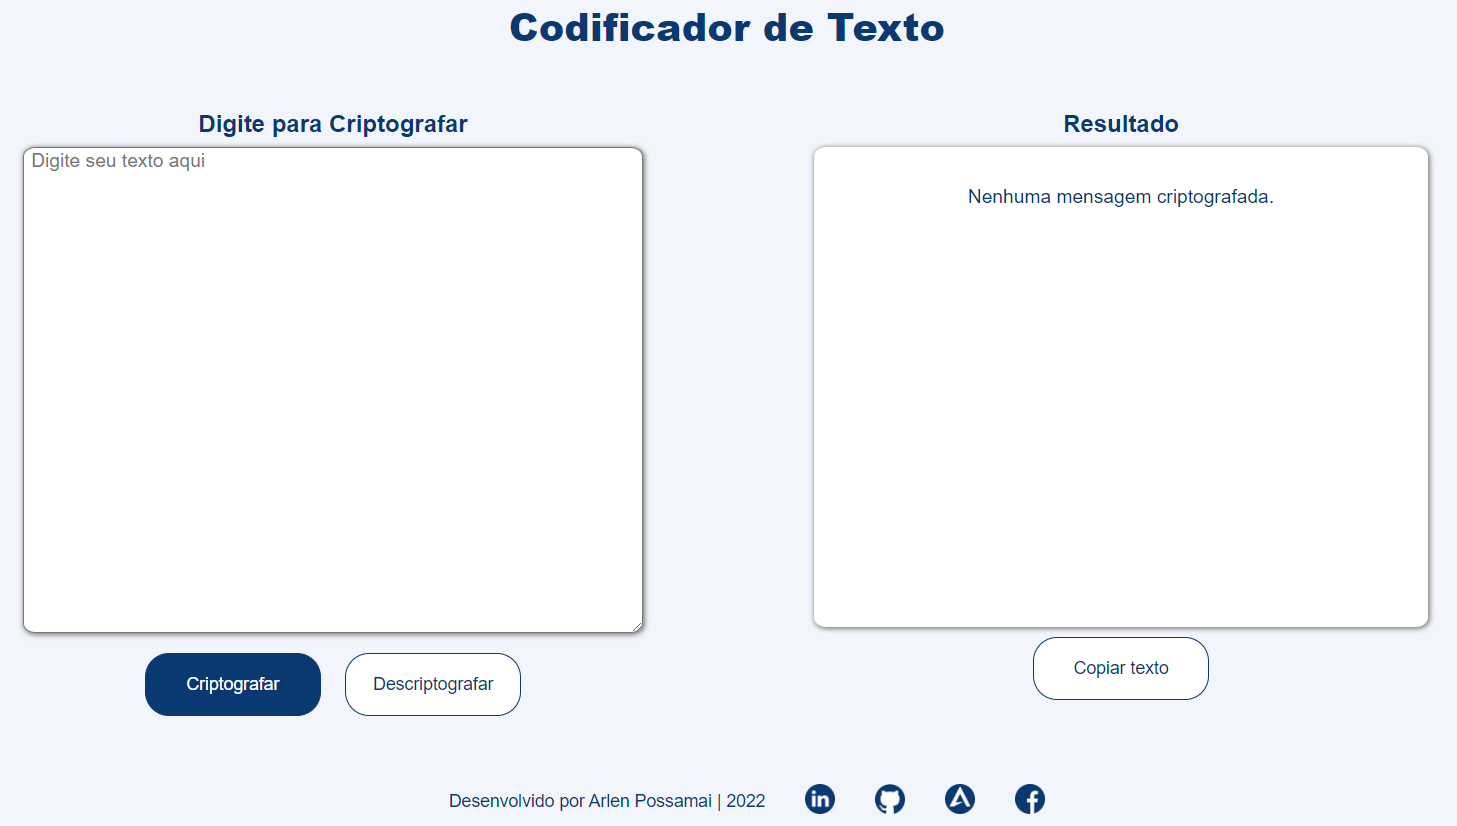 Codificador de Texto
Digite para Criptografar
Digite seu texto aqui
Criptografar
Descriptografar
Resultado
Nenhuma mensagem criptografada.
Copiar texto
Desenvolvido por Arlen Possamai | 2022